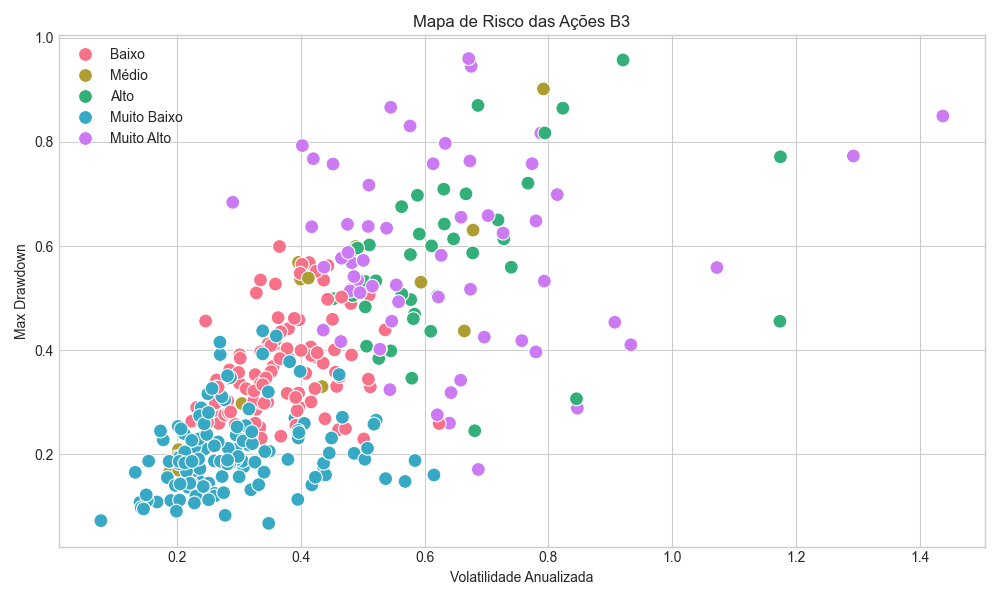 Mapa de Risco das Ações B3
Baixo
Médio
Alto
Muito Baixo
Muito Alto
Max Drawdown
1.0
0.8
0.6
0.4
0.2
0.2 0.4 0.6 0.8 1.0 1.2 1.4
Volatilidade Anualizada